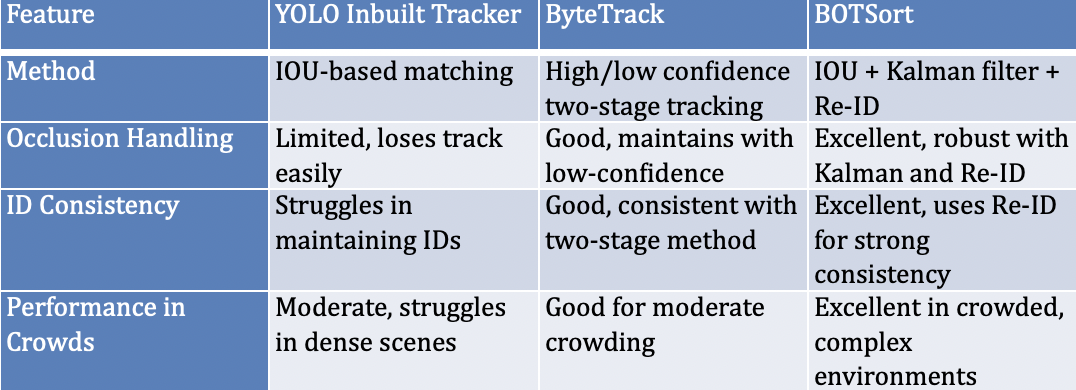 Feature
YOLO Inbuilt Tracker
ByteTrack
BOTSort
Method
IOU-based matching
High/low confidence
two-stage tracking
IOU + Kalman filter +
Re-ID
Occlusion Handling
Limited, loses track
easily
Good, maintains with
low-confidence
Excellent, robust with
Kalman and Re-ID
ID Consistency
Struggles in
maintaining IDs
Good, consistent with
two-stage method
Excellent, uses Re-ID
for strong
consistency
Performance in
Crowds
Moderate, struggles
in dense scenes
Good for moderate
crowding
Excellent in crowded,
complex
environments